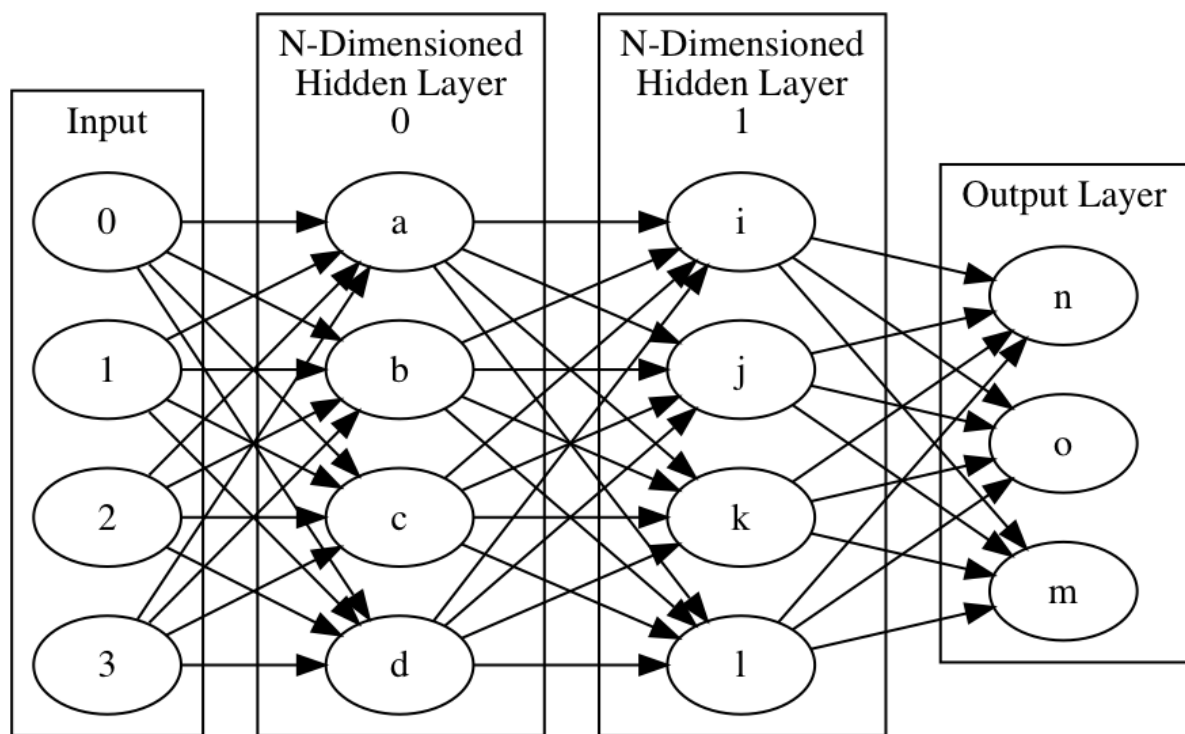 Input
0
1
2
3
N-Dimensioned
Hidden Layer
0
a
b
c
d
N-Dimensioned
Hidden Layer
1
i
j
k
l
Output Layer
n
o
m